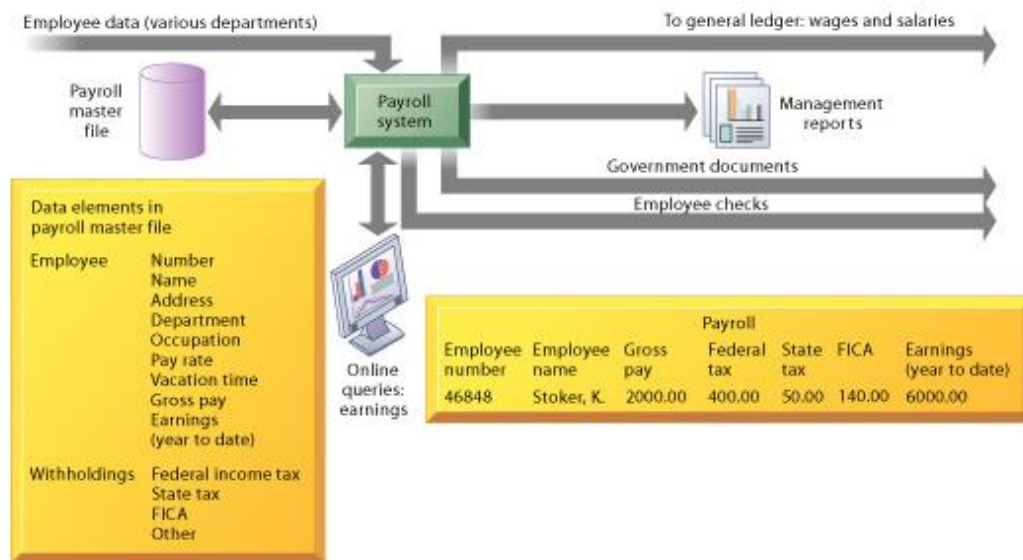 Employee data (various departments)
To general ledger: wages and salaries
Payroll
master
file
Payroll
system
Management
reports
Government documents
Employee checks
Data elements in
payroll master file
Employee Number
Name
Address
Department
Occupation
Pay rate
Vacation time
Gross pay
Earnings
(year to date)
Withholdings Federal income tax
State tax
FICA
Other
Online
queries:
earnings
Payroll
Employee Employee Gross Federal State FICA Earnings
number name pay tax tax (year to date)
46848 Stoker, K. 2000.00 400.00 50.00 140.00 6000.00